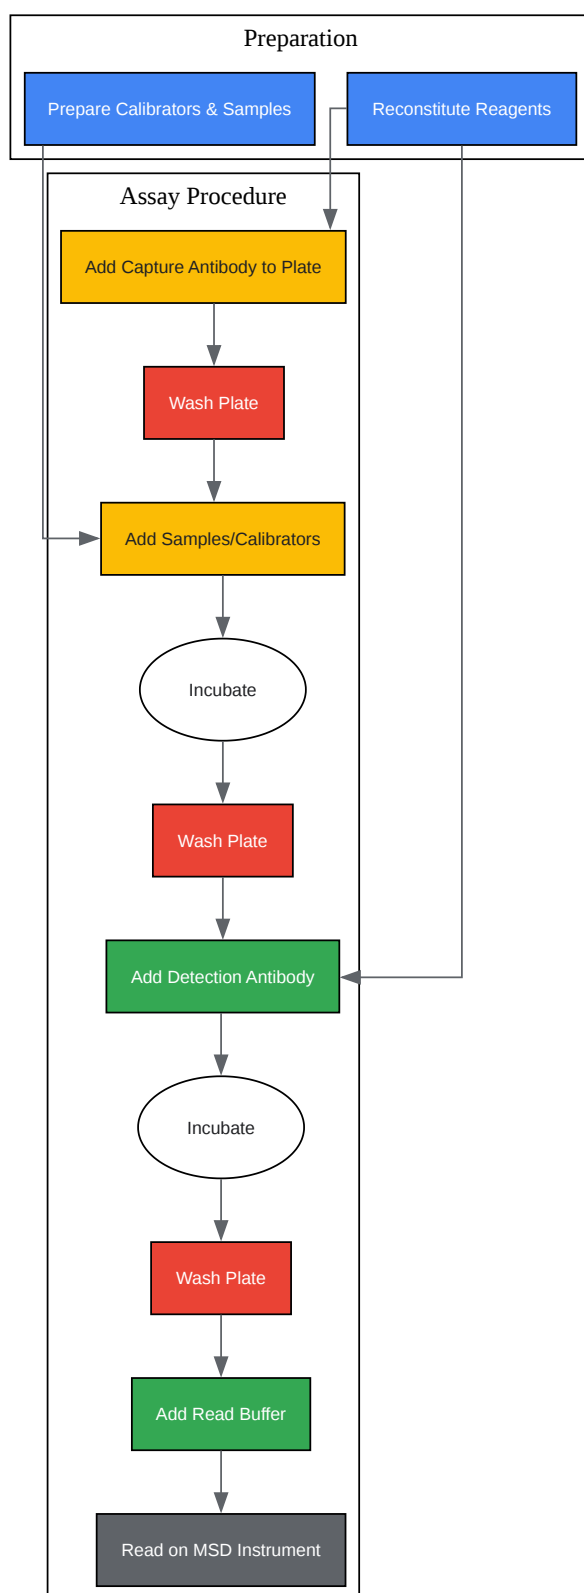 Preparation
Prepare Calibrators & Samples
Reconstitute Reagents
Assay Procedure
Add Capture Antibody to Plate
Wash Plate
Add Samples/Calibrators
Incubate
Wash Plate
Add Detection Antibody
Incubate
Wash Plate
Add Read Buffer
Read on MSD Instrument